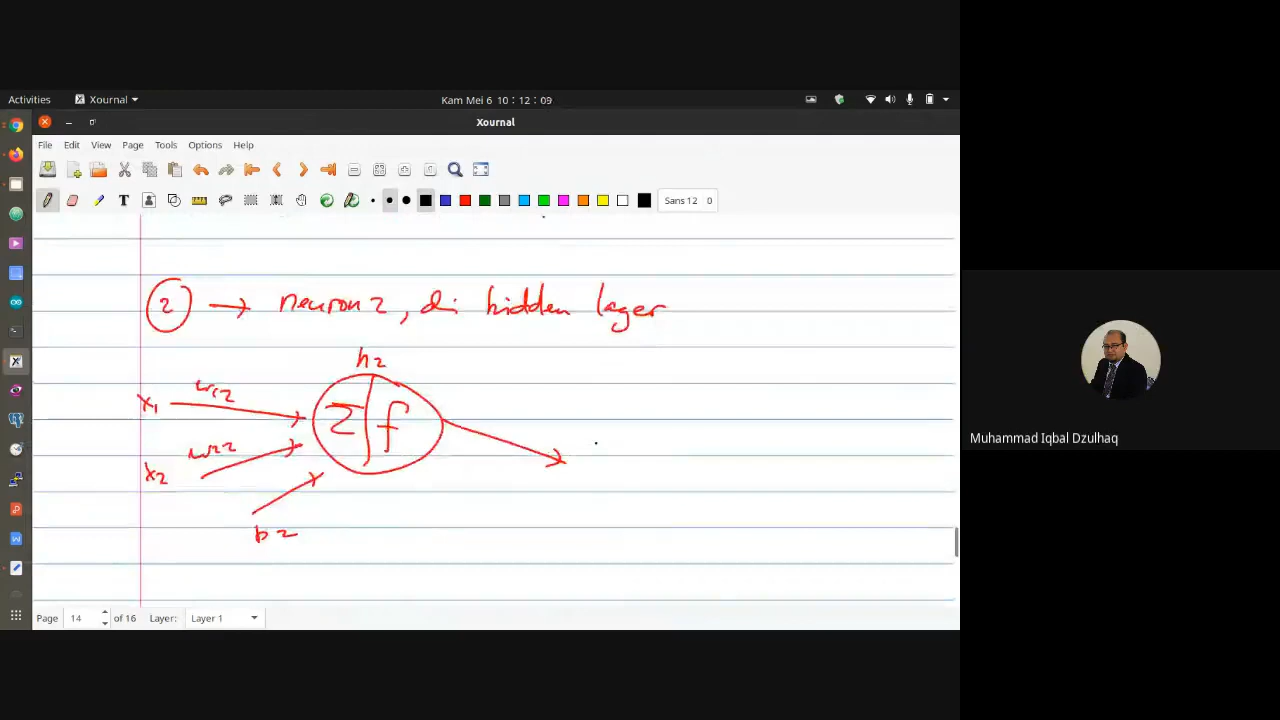 Activities Xournal Kam Mei 6 10:12:09
Xournal
File Edit View Page Tools Options Help
Sans 12 0
2 → neuron 2, di hidden layer
h2
x1 w12
Σ f
x2 w22
b2
Muhammad Iqbal Dzulhaq
Page 14 of 16 Layer: Layer 1